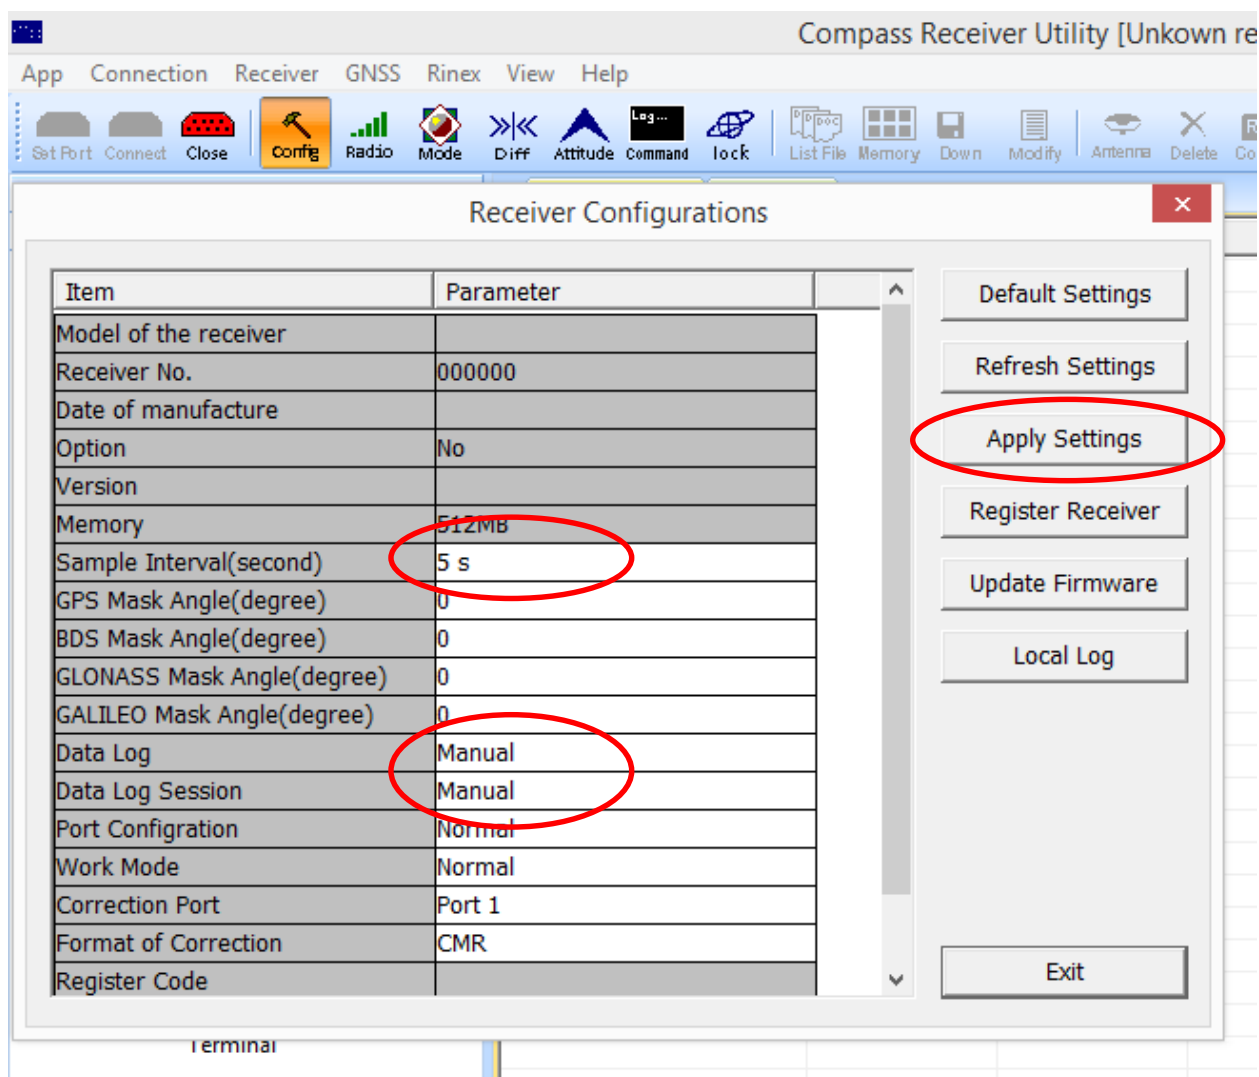 Compass Receiver Utility [Unkown re
App Connection Receiver GNSS Rinex View Help
Set Port Connect Close Config Radio Mode Diff Attitude Log... Command lock List File Memory Down Modify Antenna Delete Co
Receiver Configurations
Item Parameter
Default Settings
Model of the receiver
Receiver No. 000000
Refresh Settings
Date of manufacture
Option No
Apply Settings
Version
Memory 512MB
Register Receiver
Sample Interval(second) 5 s
GPS Mask Angle(degree) 0
Update Firmware
BDS Mask Angle(degree) 0
GLONASS Mask Angle(degree) 0
Local Log
GALILEO Mask Angle(degree) 0
Data Log Manual
Data Log Session Manual
Port Configration Normal
Work Mode Normal
Correction Port Port 1
Format of Correction CMR
Register Code
Exit
Terminal